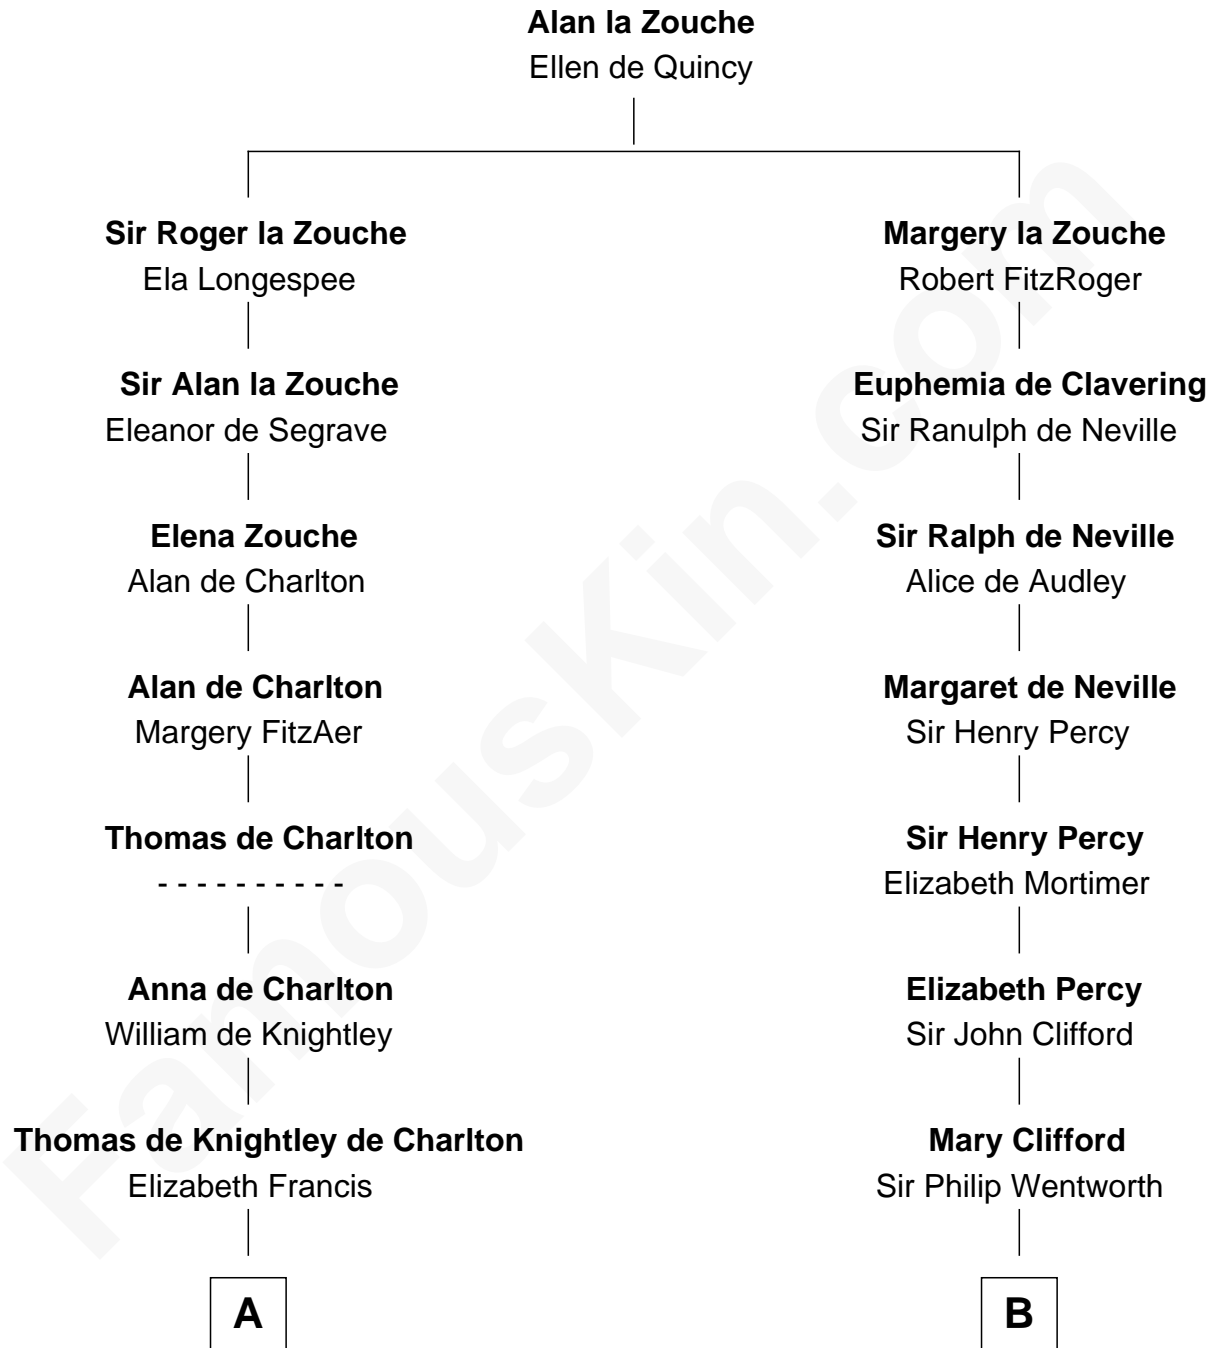 Alan la Zouche
Ellen de Quincy
Sir Roger la Zouche
Ela Longespee
Margery la Zouche
Robert FitzRoger
Sir Alan la Zouche
Eleanor de Segrave
Euphemia de Clavering
Sir Ranulph de Neville
Elena Zouche
Alan de Charlton
Sir Ralph de Neville
Alice de Audley
Alan de Charlton
Margery FitzAer
Margaret de Neville
Sir Henry Percy
Thomas de Charlton
- - - - - - - - - -
Sir Henry Percy
Elizabeth Mortimer
Anna de Charlton
William de Knightley
Elizabeth Percy
Sir John Clifford
Thomas de Knightley de Charlton
Elizabeth Francis
Mary Clifford
Sir Philip Wentworth
A
B
FamousKin.com